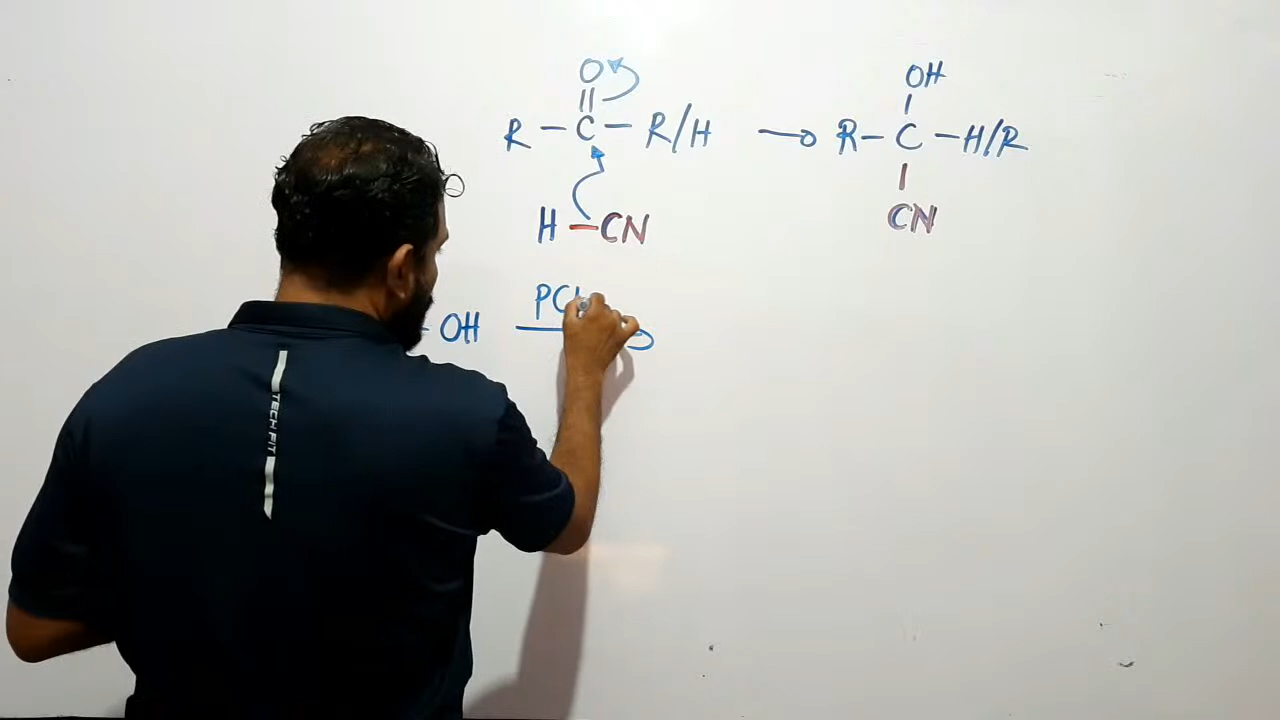 O
OH
R – C – R/H → R – C – H/R
H – CN
CN
PCl
– OH
TECH FIT